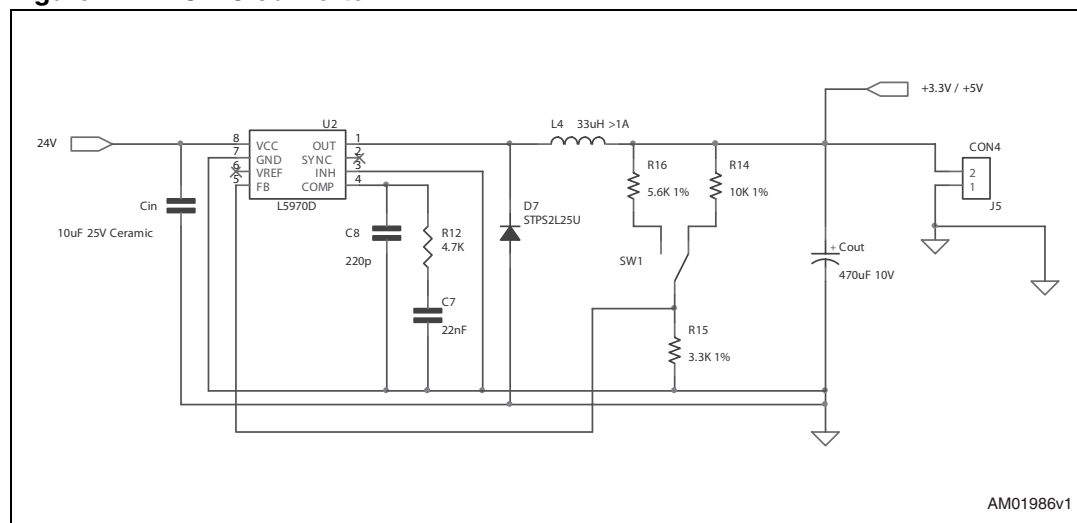 24V
Cin
10uF 25V Ceramic
U2
8 VCC OUT 1
7 GND SYNC 2
6 VREF INH 3
5 FB COMP 4
L5970D
C8
220p
R12
4.7K
C7
22nF
D7
STPS2L25U
L4 33uH >1A
R16
5.6K 1%
R14
10K 1%
SW1
R15
3.3K 1%
+3.3V / +5V
+ Cout
470uF 10V
CON4
2
1
J5
AM01986v1